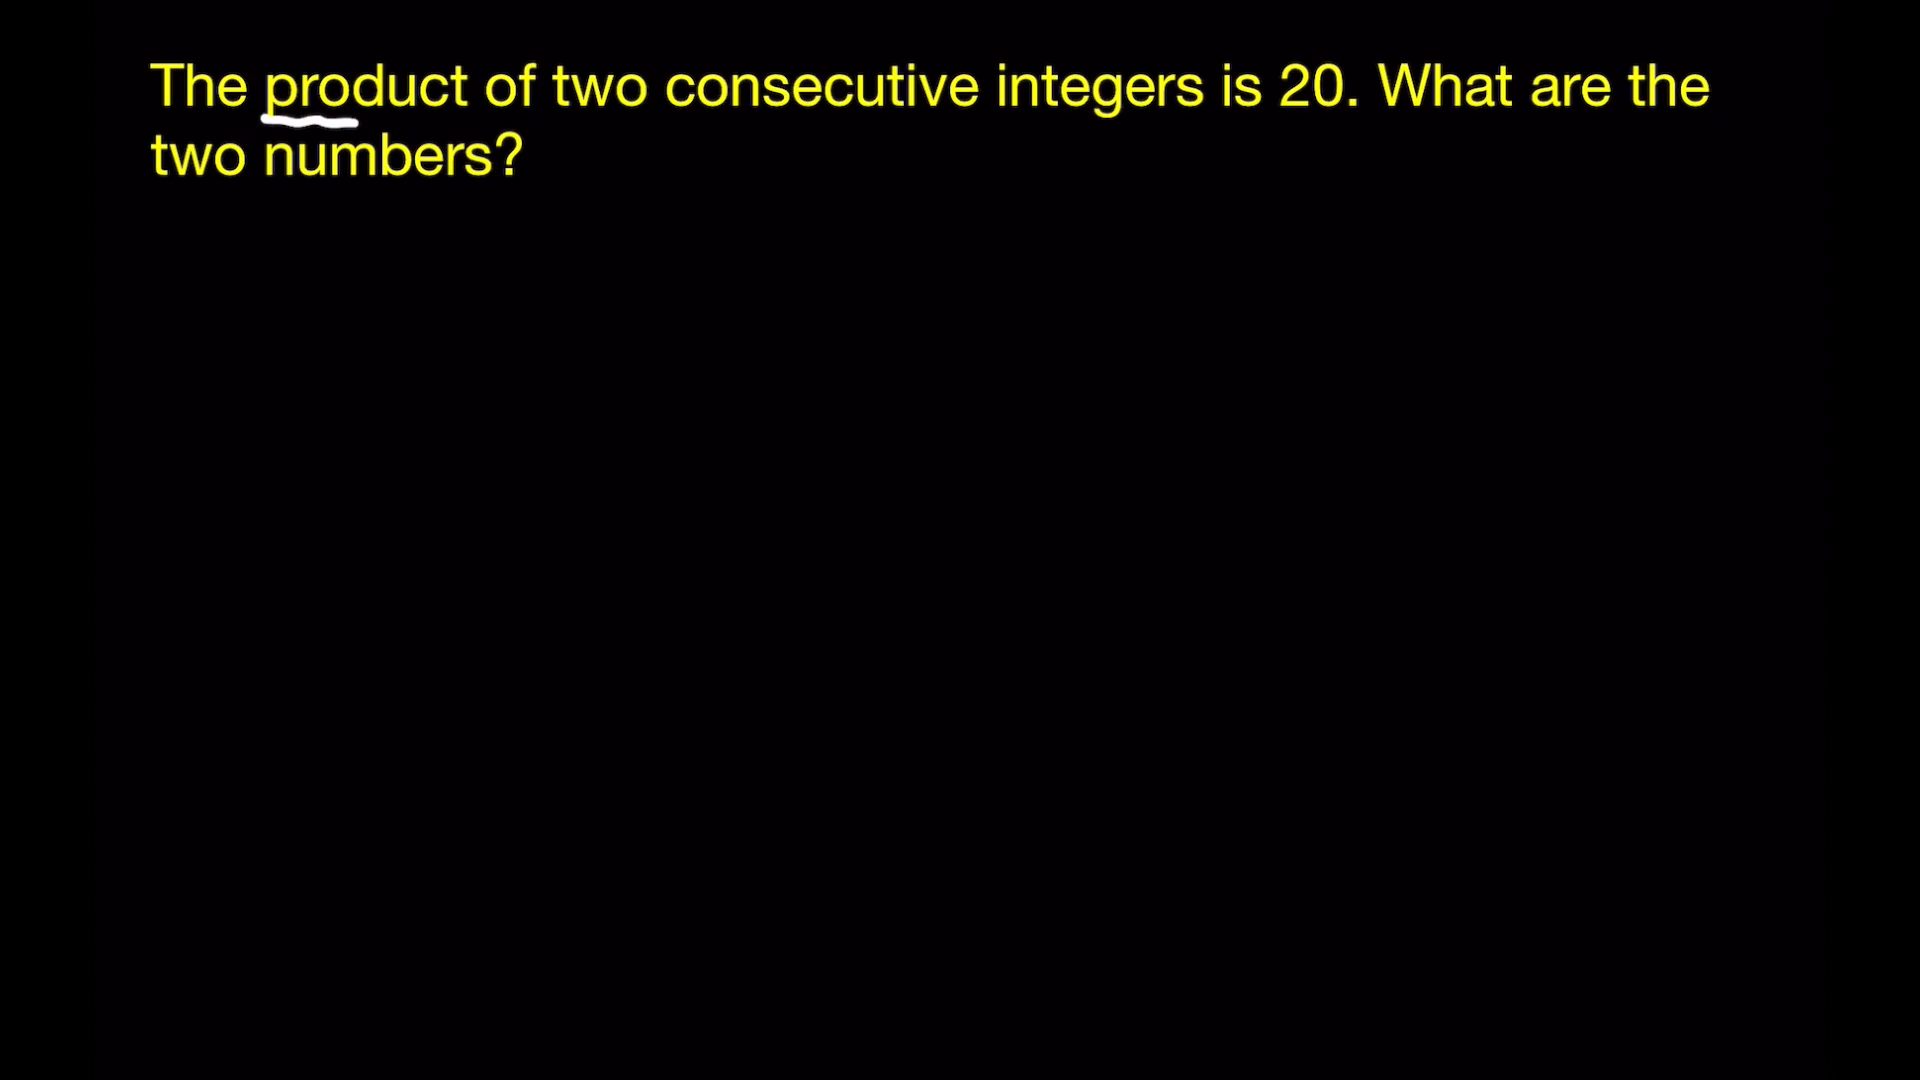 The product of two consecutive integers is 20. What are the
two numbers?